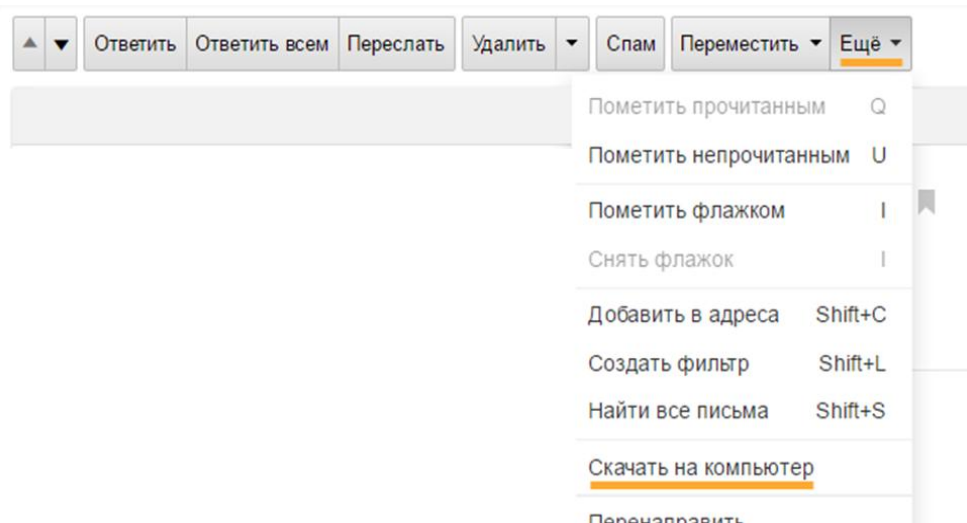 Ответить Ответить всем Переслать Удалить Спам Переместить Ещё
Пометить прочитанным Q
Пометить непрочитанным U
Пометить флажком I
Снять флажок I
Добавить в адреса Shift+C
Создать фильтр Shift+L
Найти все письма Shift+S
Скачать на компьютер
Перенаправить